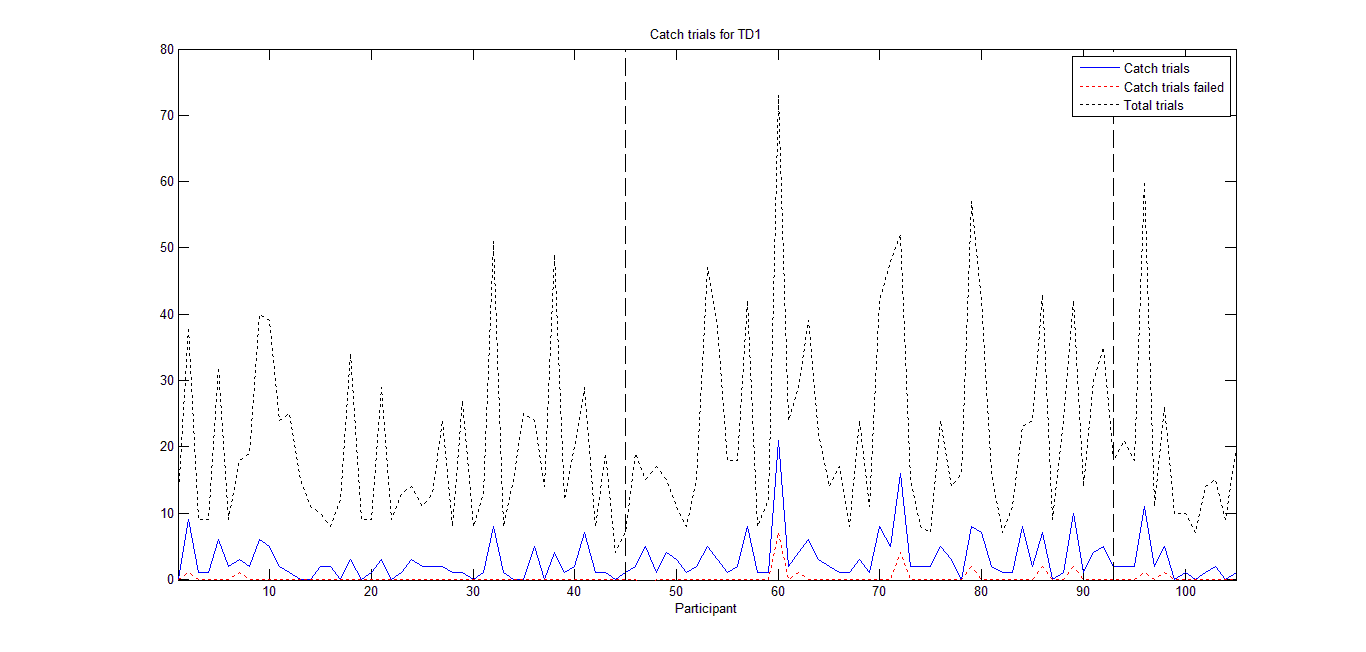 Catch trials for TD1
80
70
60
50
40
30
20
10
0
Catch trials
Catch trials failed
Total trials
10 20 30 40 50 60 70 80 90 100
Participant